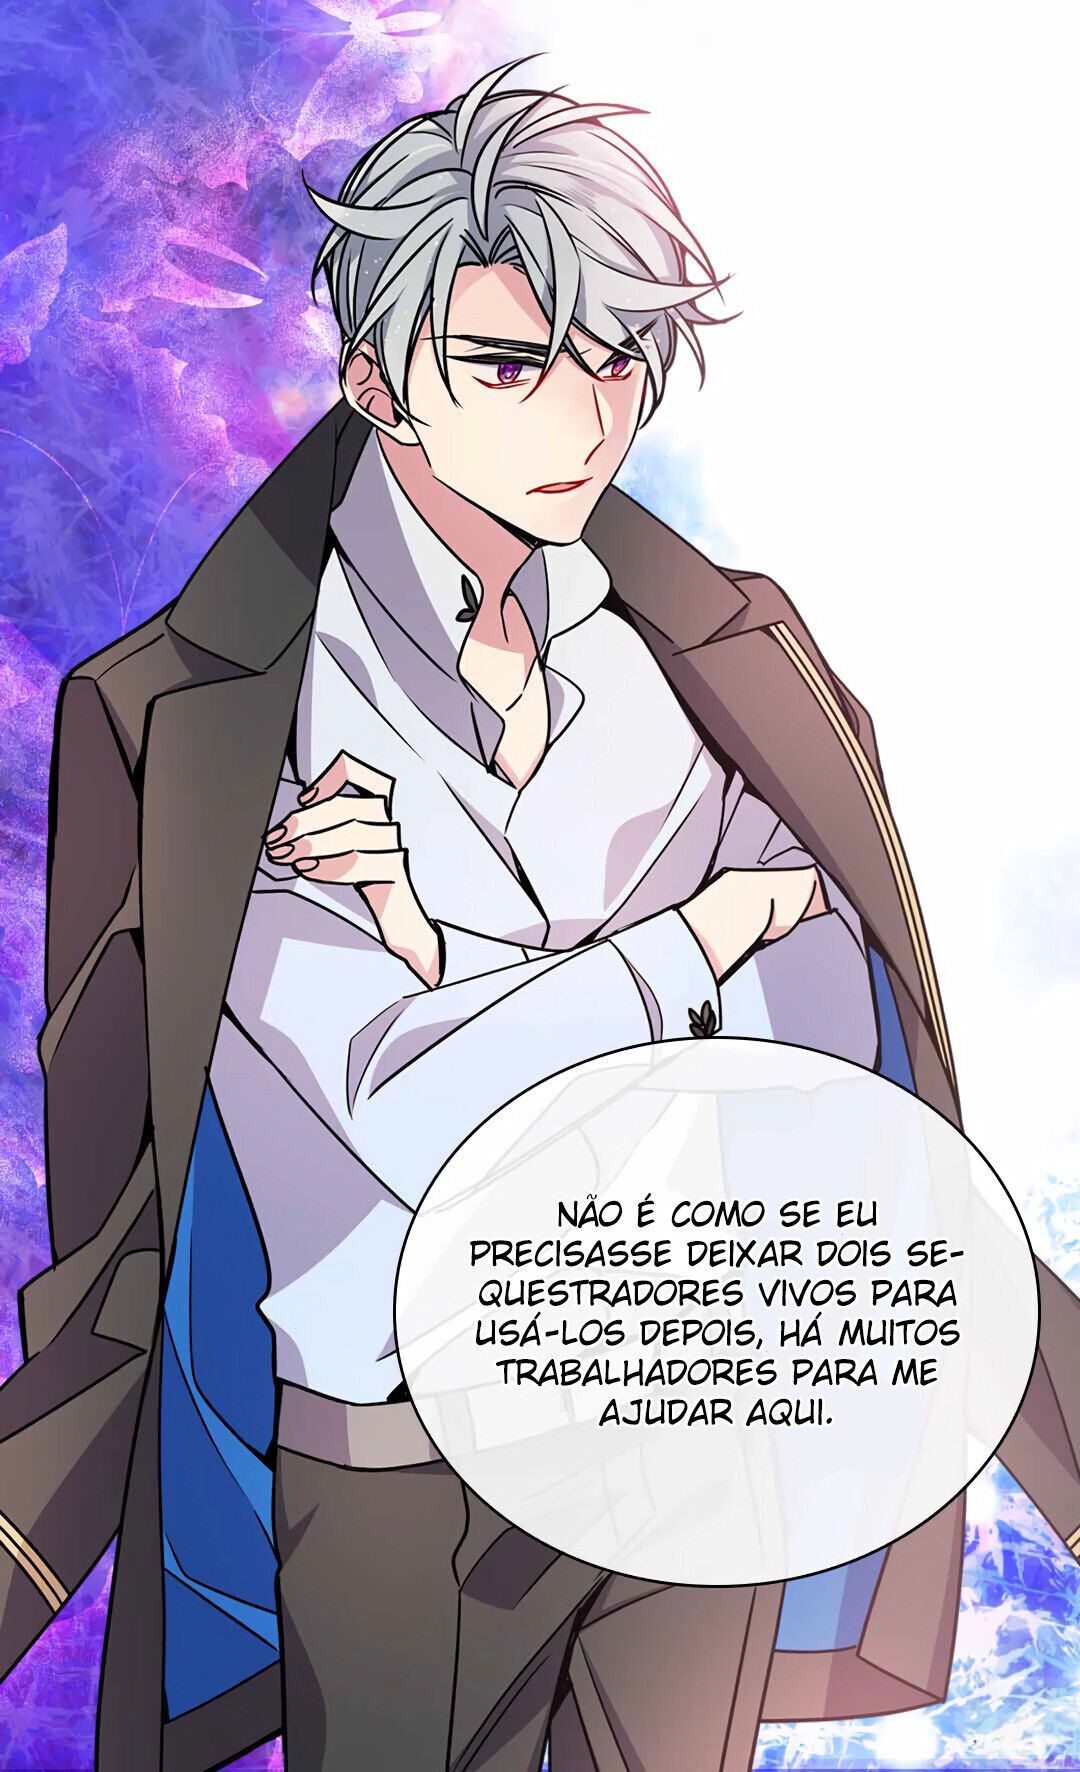 NÃO É COMO SE EU
PRECISASSE DEIXAR DOIS SE-
QUESTRADORES VIVOS PARA
USÁ-LOS DEPOIS, HÁ MUITOS
TRABALHADORES PARA ME
AJUDAR AQUI.